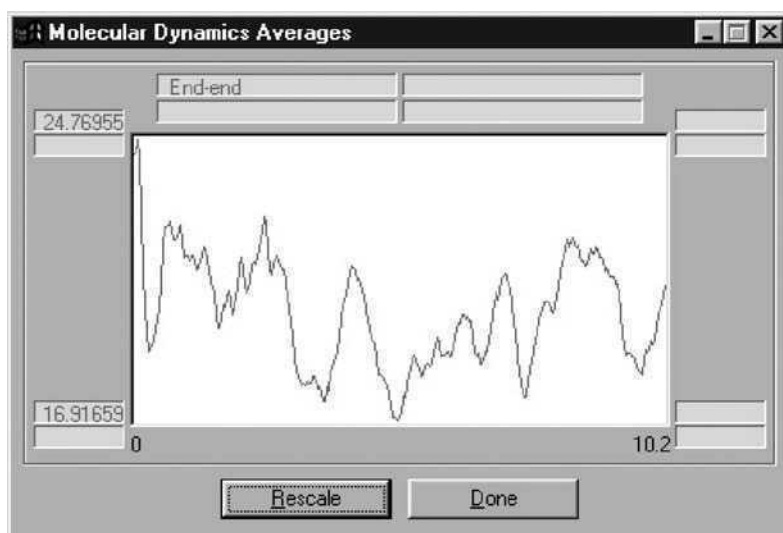 Molecular Dynamics Averages
End-end
24.76955
16.91659
0
10.2
Rescale
Done